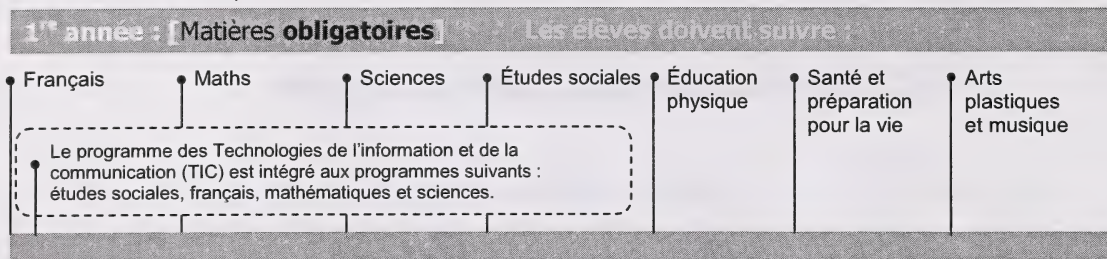 1re année : [Matières obligatoires] Les élèves doivent suivre :
Français
Maths
Sciences
Études sociales
Éducation
physique
Santé et
préparation
pour la vie
Arts
plastiques
et musique
Le programme des Technologies de l'information et de la
communication (TIC) est intégré aux programmes suivants :
études sociales, français, mathématiques et sciences.